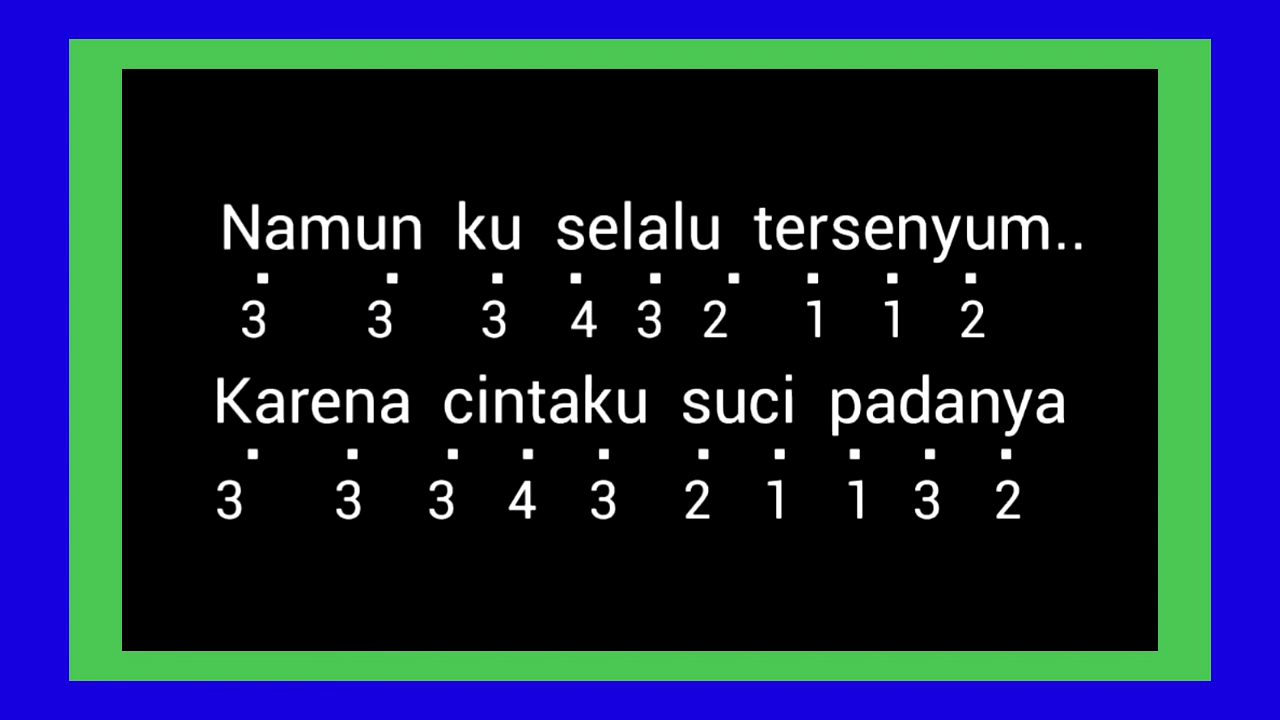 Namun ku selalu tersenyum..
. . . . . . . . .
3 3 3 4 3 2 1 1 2
Karena cintaku suci padanya
. . . . . . . . . .
3 3 3 4 3 2 1 1 3 2